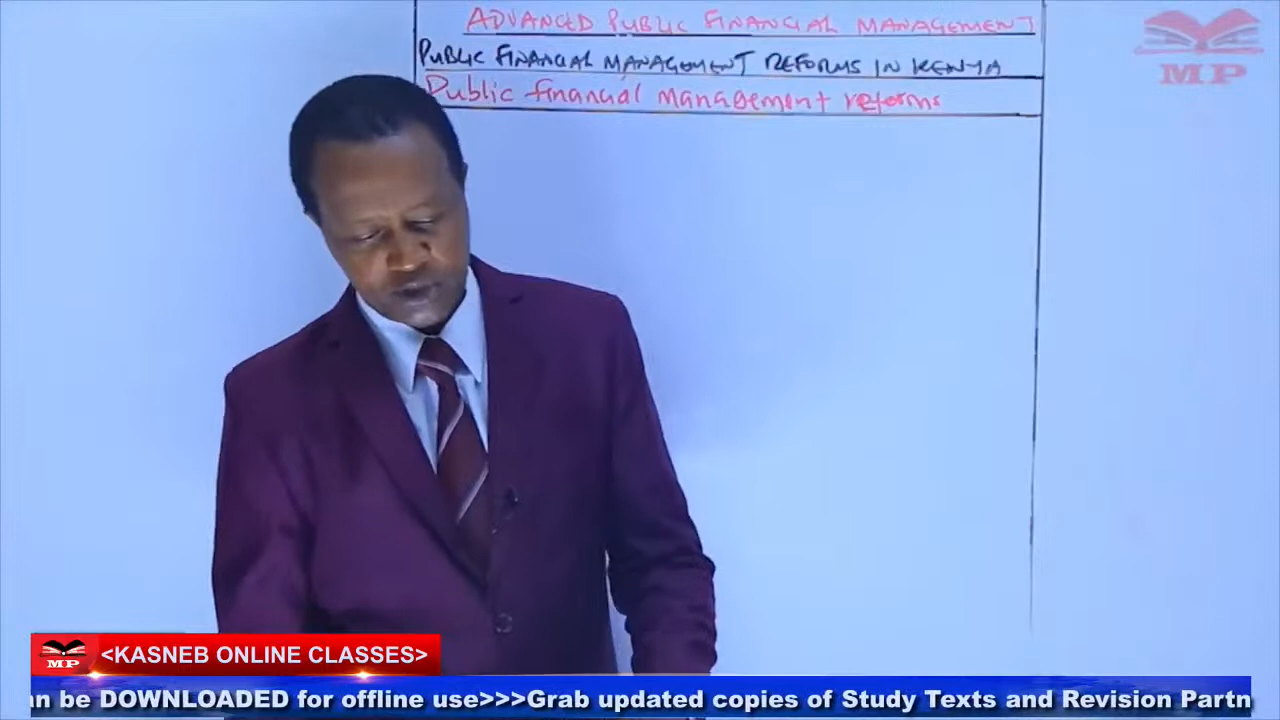 ADVANCED PUBLIC FINANCIAL MANAGEMENT
PUBLIC FINANCIAL MANAGEMENT REFORMS IN KENYA
Public financial management reforms
MP
MP
<KASNEB ONLINE CLASSES>
be DOWNLOADED for offline use>>>Grab updated copies of Study Texts and Revision Partn